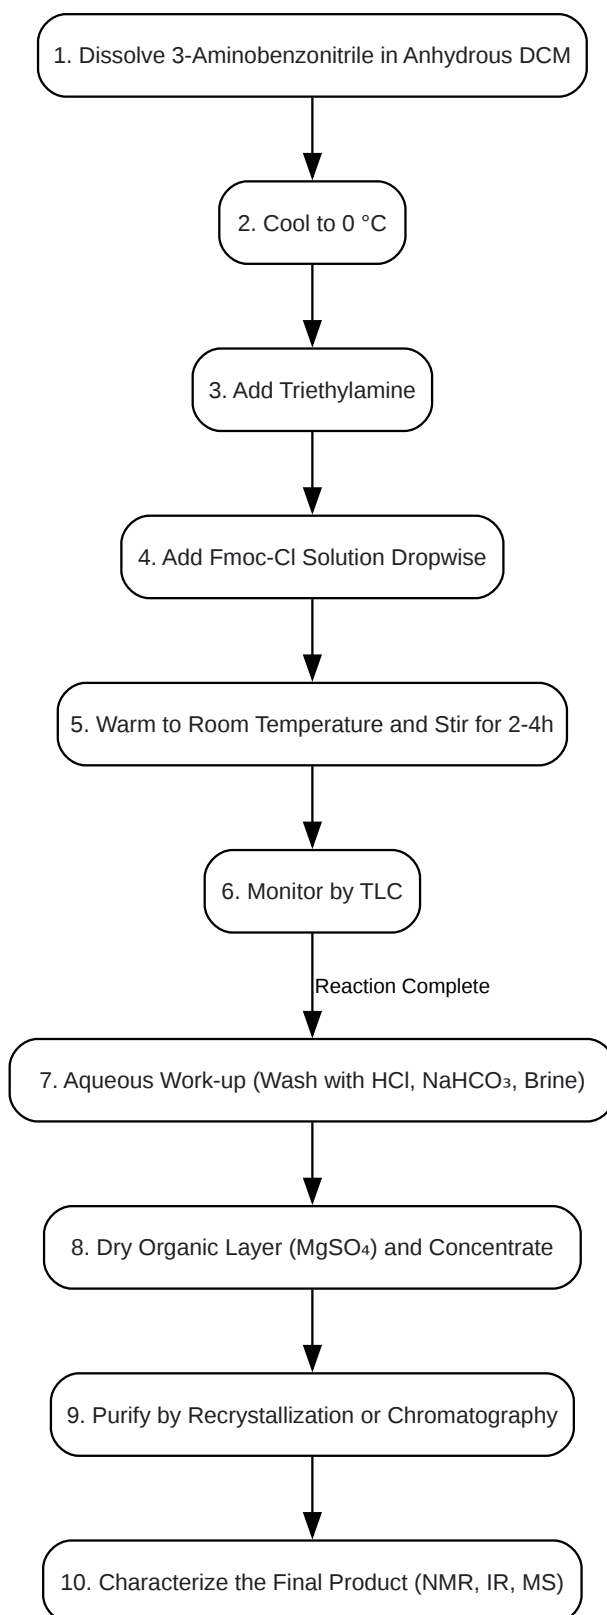 1. Dissolve 3-Aminobenzonitrile in Anhydrous DCM
2. Cool to 0 °C
3. Add Triethylamine
4. Add Fmoc-Cl Solution Dropwise
5. Warm to Room Temperature and Stir for 2-4h
6. Monitor by TLC
Reaction Complete
7. Aqueous Work-up (Wash with HCl, NaHCO₃, Brine)
8. Dry Organic Layer (MgSO₄) and Concentrate
9. Purify by Recrystallization or Chromatography
10. Characterize the Final Product (NMR, IR, MS)